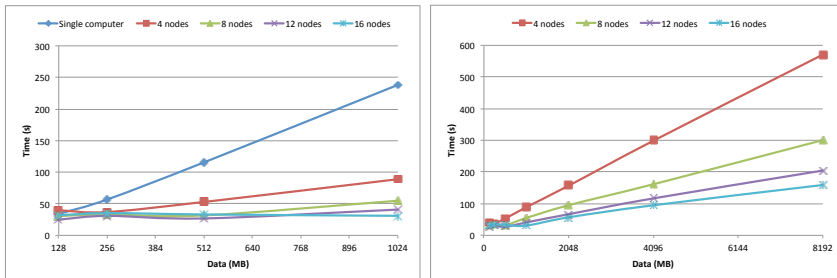 Single computer 4 nodes 8 nodes 12 nodes 16 nodes
300
250
200
150
100
50
0
Time (s)
128 256 384 512 640 768 896 1024
Data (MB)
4 nodes 8 nodes 12 nodes 16 nodes
600
500
400
300
200
100
0
Time (s)
0 2048 4096 6144 8192
Data (MB)